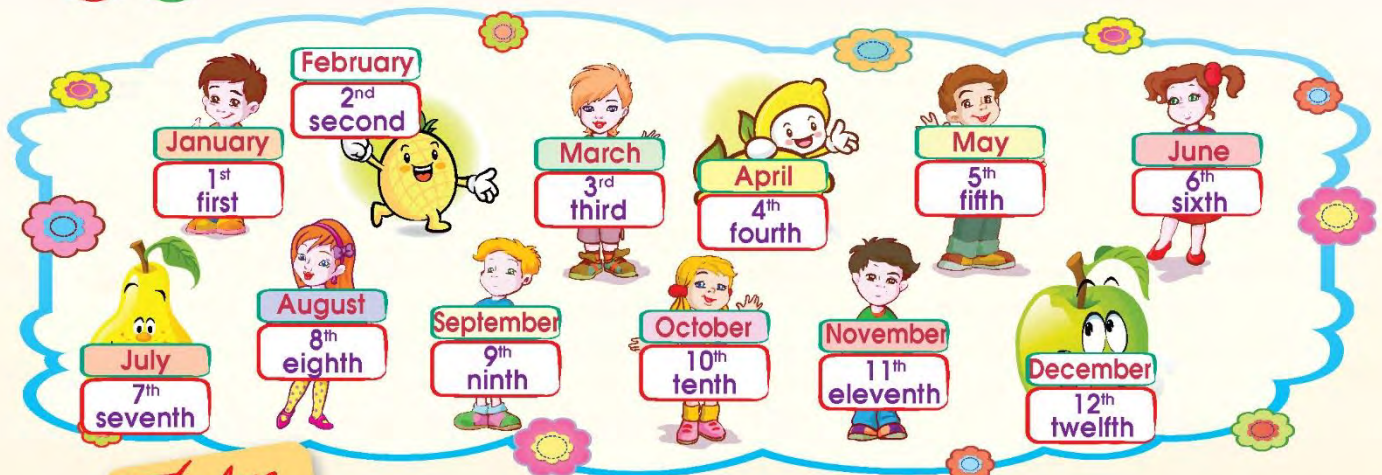 January
1st
first
February
2nd
second
March
3rd
third
April
4th
fourth
May
5th
fifth
June
6th
sixth
July
7th
seventh
August
8th
eighth
September
9th
ninth
October
10th
tenth
November
11th
eleventh
December
12th
twelfth